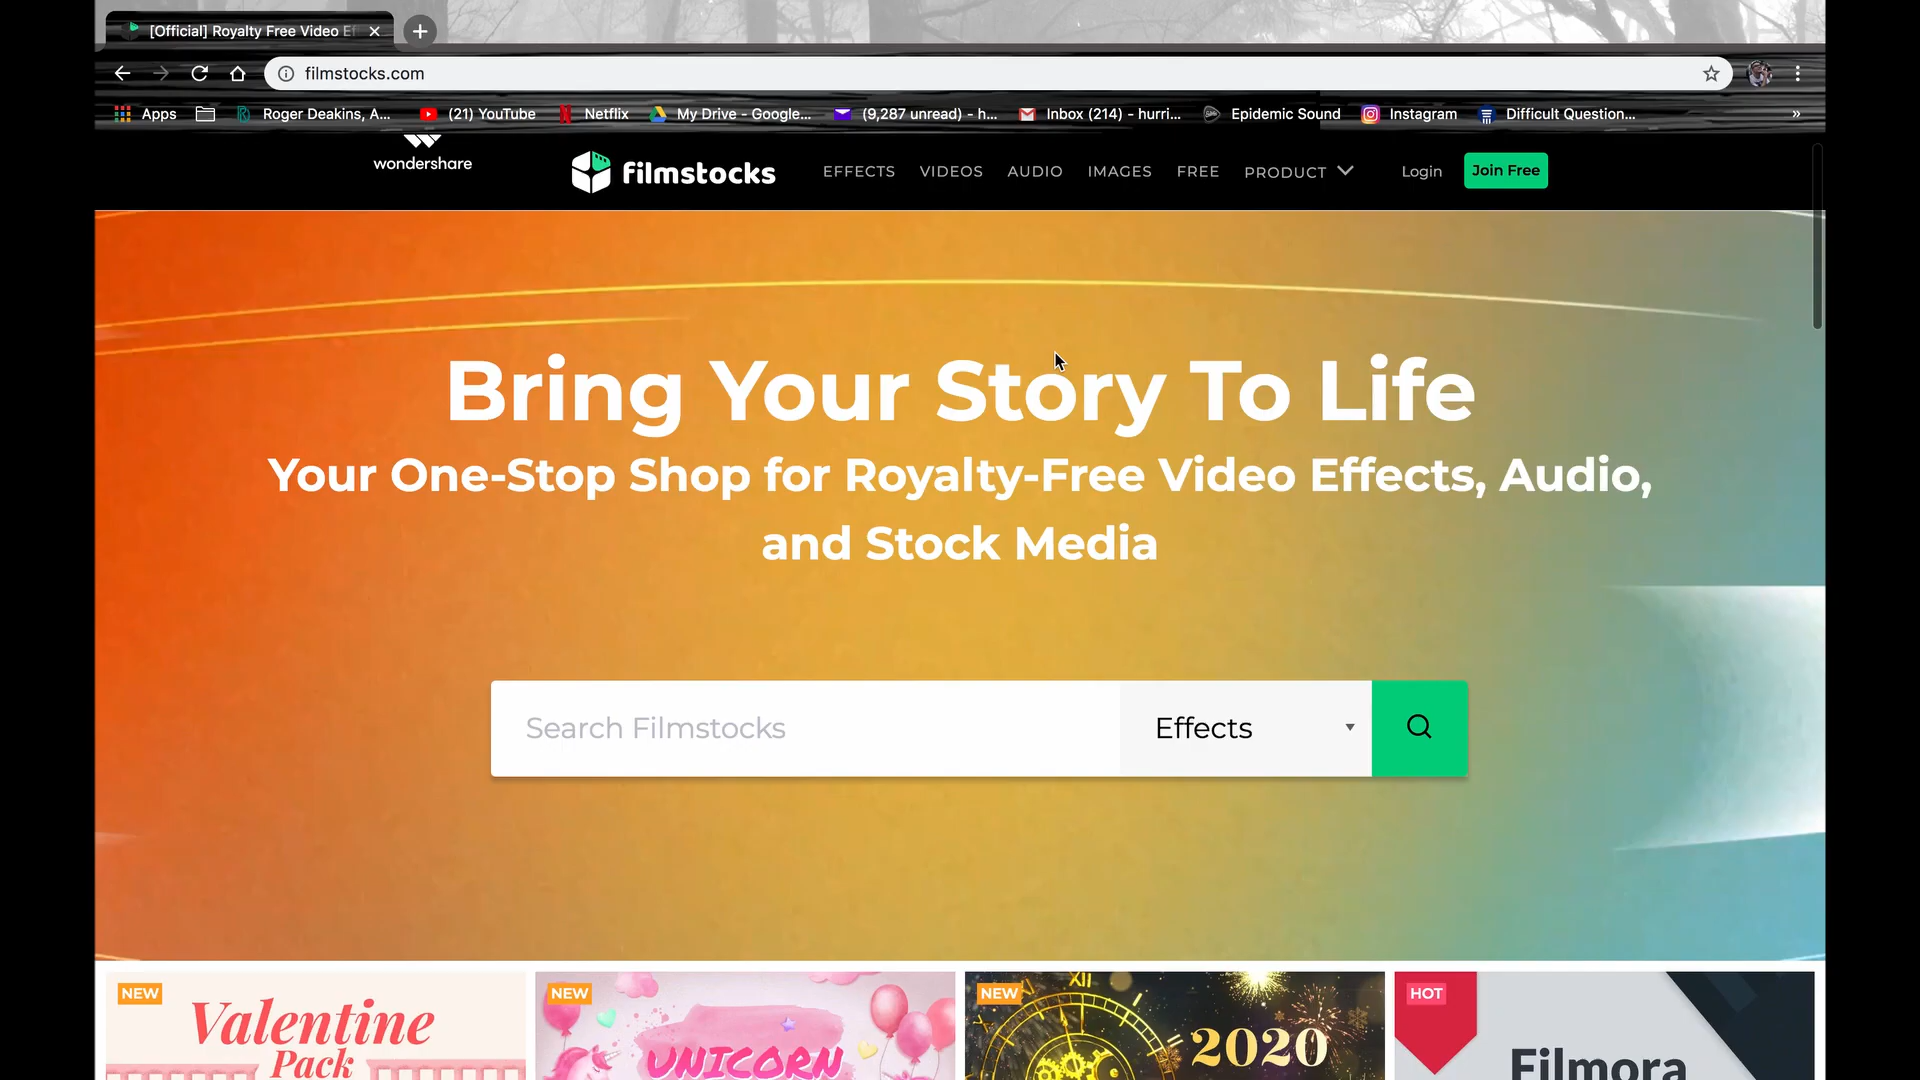 [Official] Royalty Free Video Ef
filmstocks.com
Apps
Roger Deakins, A...
(21) YouTube
Netflix
My Drive - Google...
(9,287 unread) - h...
Inbox (214) - hurri...
Epidemic Sound
Instagram
Difficult Question...
»
wondershare
filmstocks
EFFECTS
VIDEOS
AUDIO
IMAGES
FREE
PRODUCT
Login
Join Free
Bring Your Story To Life
Your One-Stop Shop for Royalty-Free Video Effects, Audio,
and Stock Media
Search Filmstocks
Effects
NEW
Valentine
Pack
NEW
UNICORN
NEW
XII
I
2020
HOT
Filmora